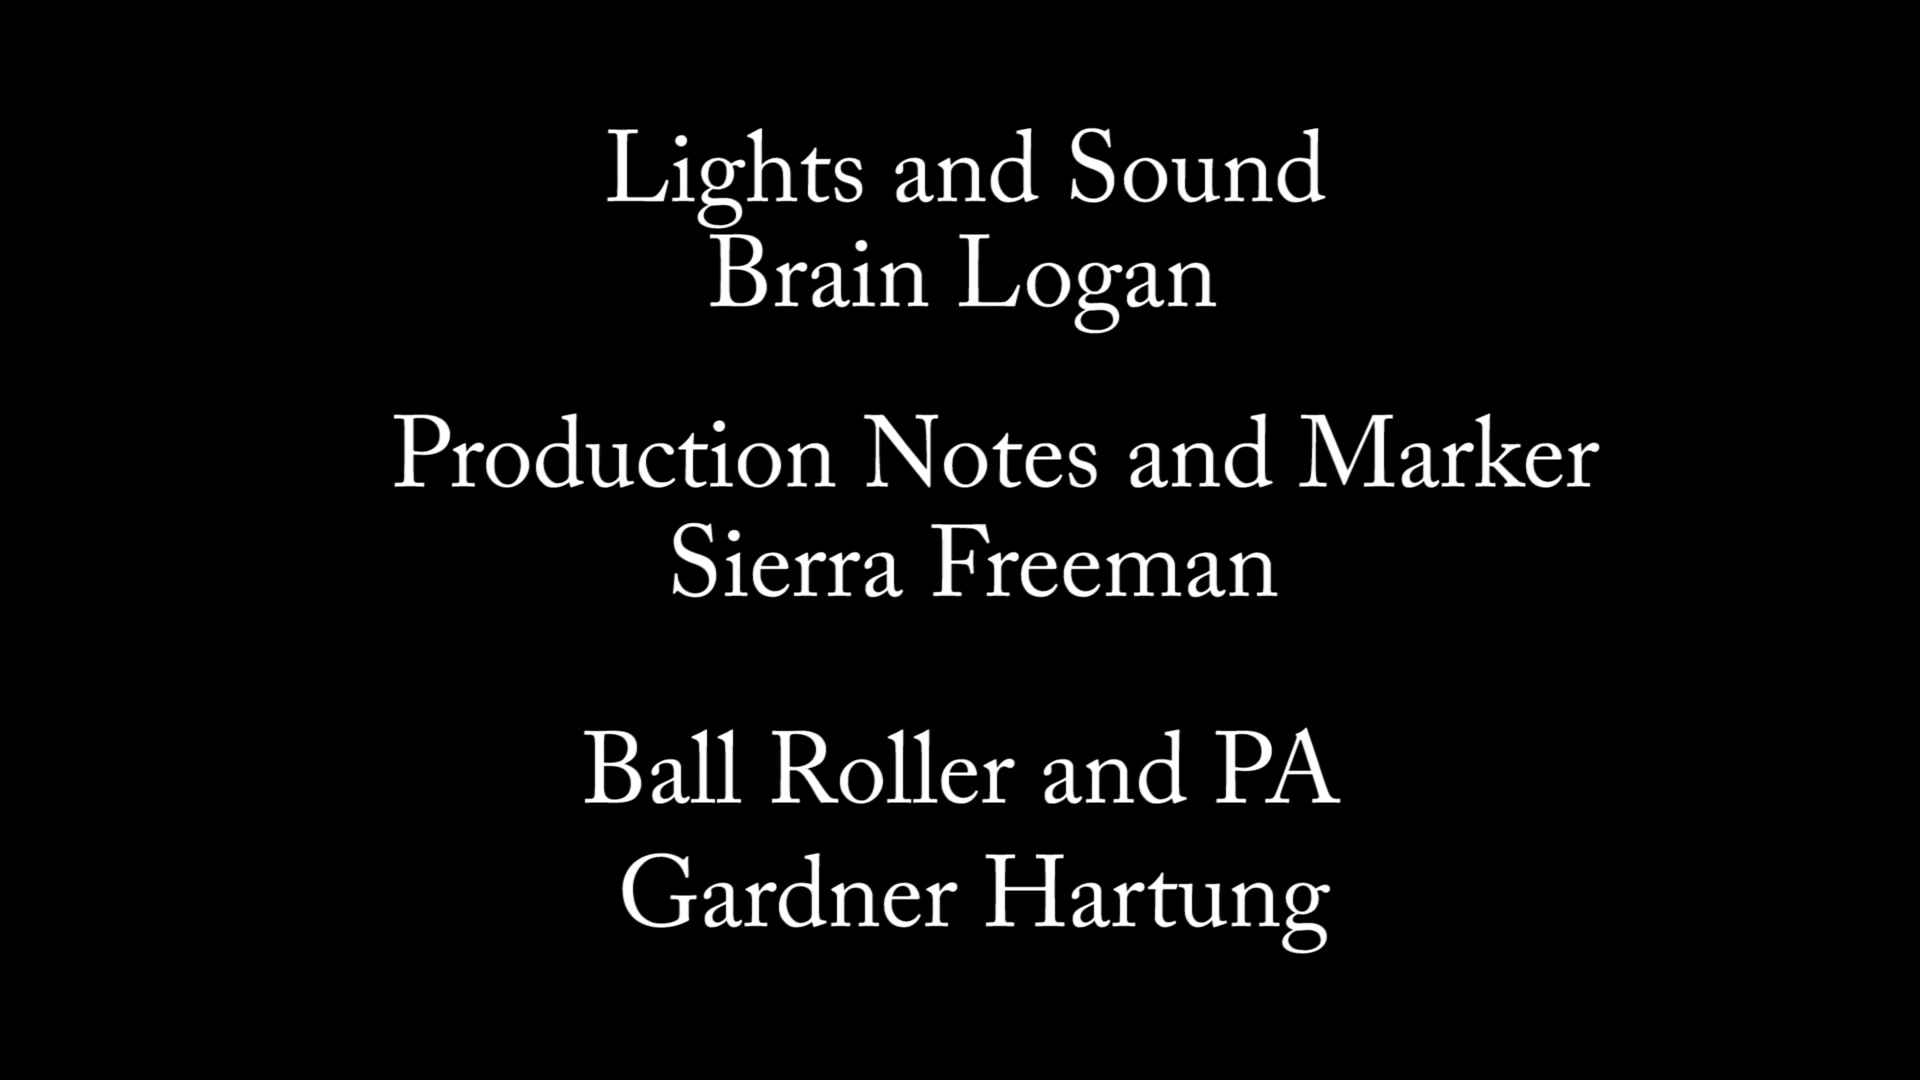 Lights and Sound
Brain Logan
Production Notes and Marker
Sierra Freeman
Ball Roller and PA
Gardner Hartung